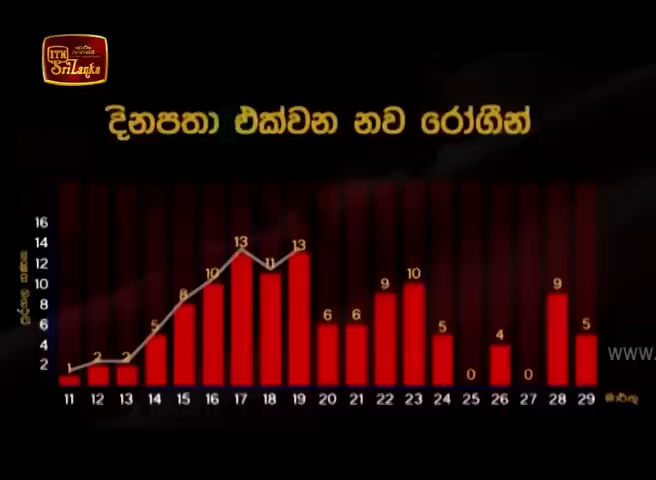 ITN
Sri Lanka
දිනපතා එක්වන නව රෝගීන්
16
14
12
10
8
6
4
2
1 2 2 5 8 10 13 11 13 6 6 9 10 5 0 4 0 9 5
11 12 13 14 15 16 17 18 19 20 21 22 23 24 25 26 27 28 29 මාර්තු
www.